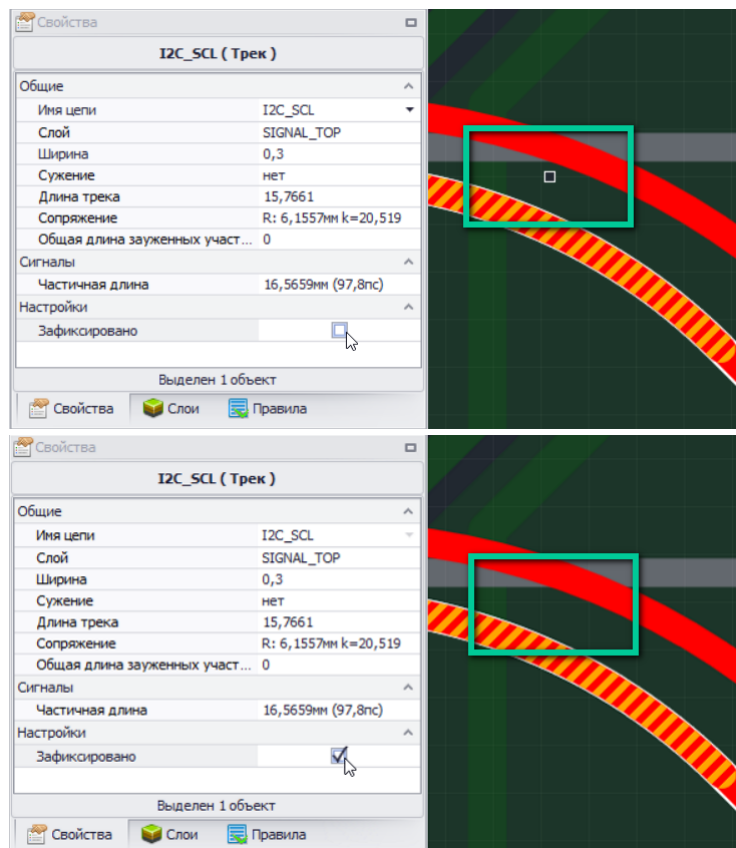 Свойства
I2C_SCL ( Трек )
Общие
Имя цепи I2C_SCL
Слой SIGNAL_TOP
Ширина 0,3
Сужение нет
Длина трека 15,7661
Сопряжение R: 6,1557мм k=20,519
Общая длина зауженных участ... 0
Сигналы
Частичная длина 16,5659мм (97,8пс)
Настройки
Зафиксировано
Выделен 1 объект
Свойства Слои Правила
Свойства
I2C_SCL ( Трек )
Общие
Имя цепи I2C_SCL
Слой SIGNAL_TOP
Ширина 0,3
Сужение нет
Длина трека 15,7661
Сопряжение R: 6,1557мм k=20,519
Общая длина зауженных участ... 0
Сигналы
Частичная длина 16,5659мм (97,8пс)
Настройки
Зафиксировано
Выделен 1 объект
Свойства Слои Правила